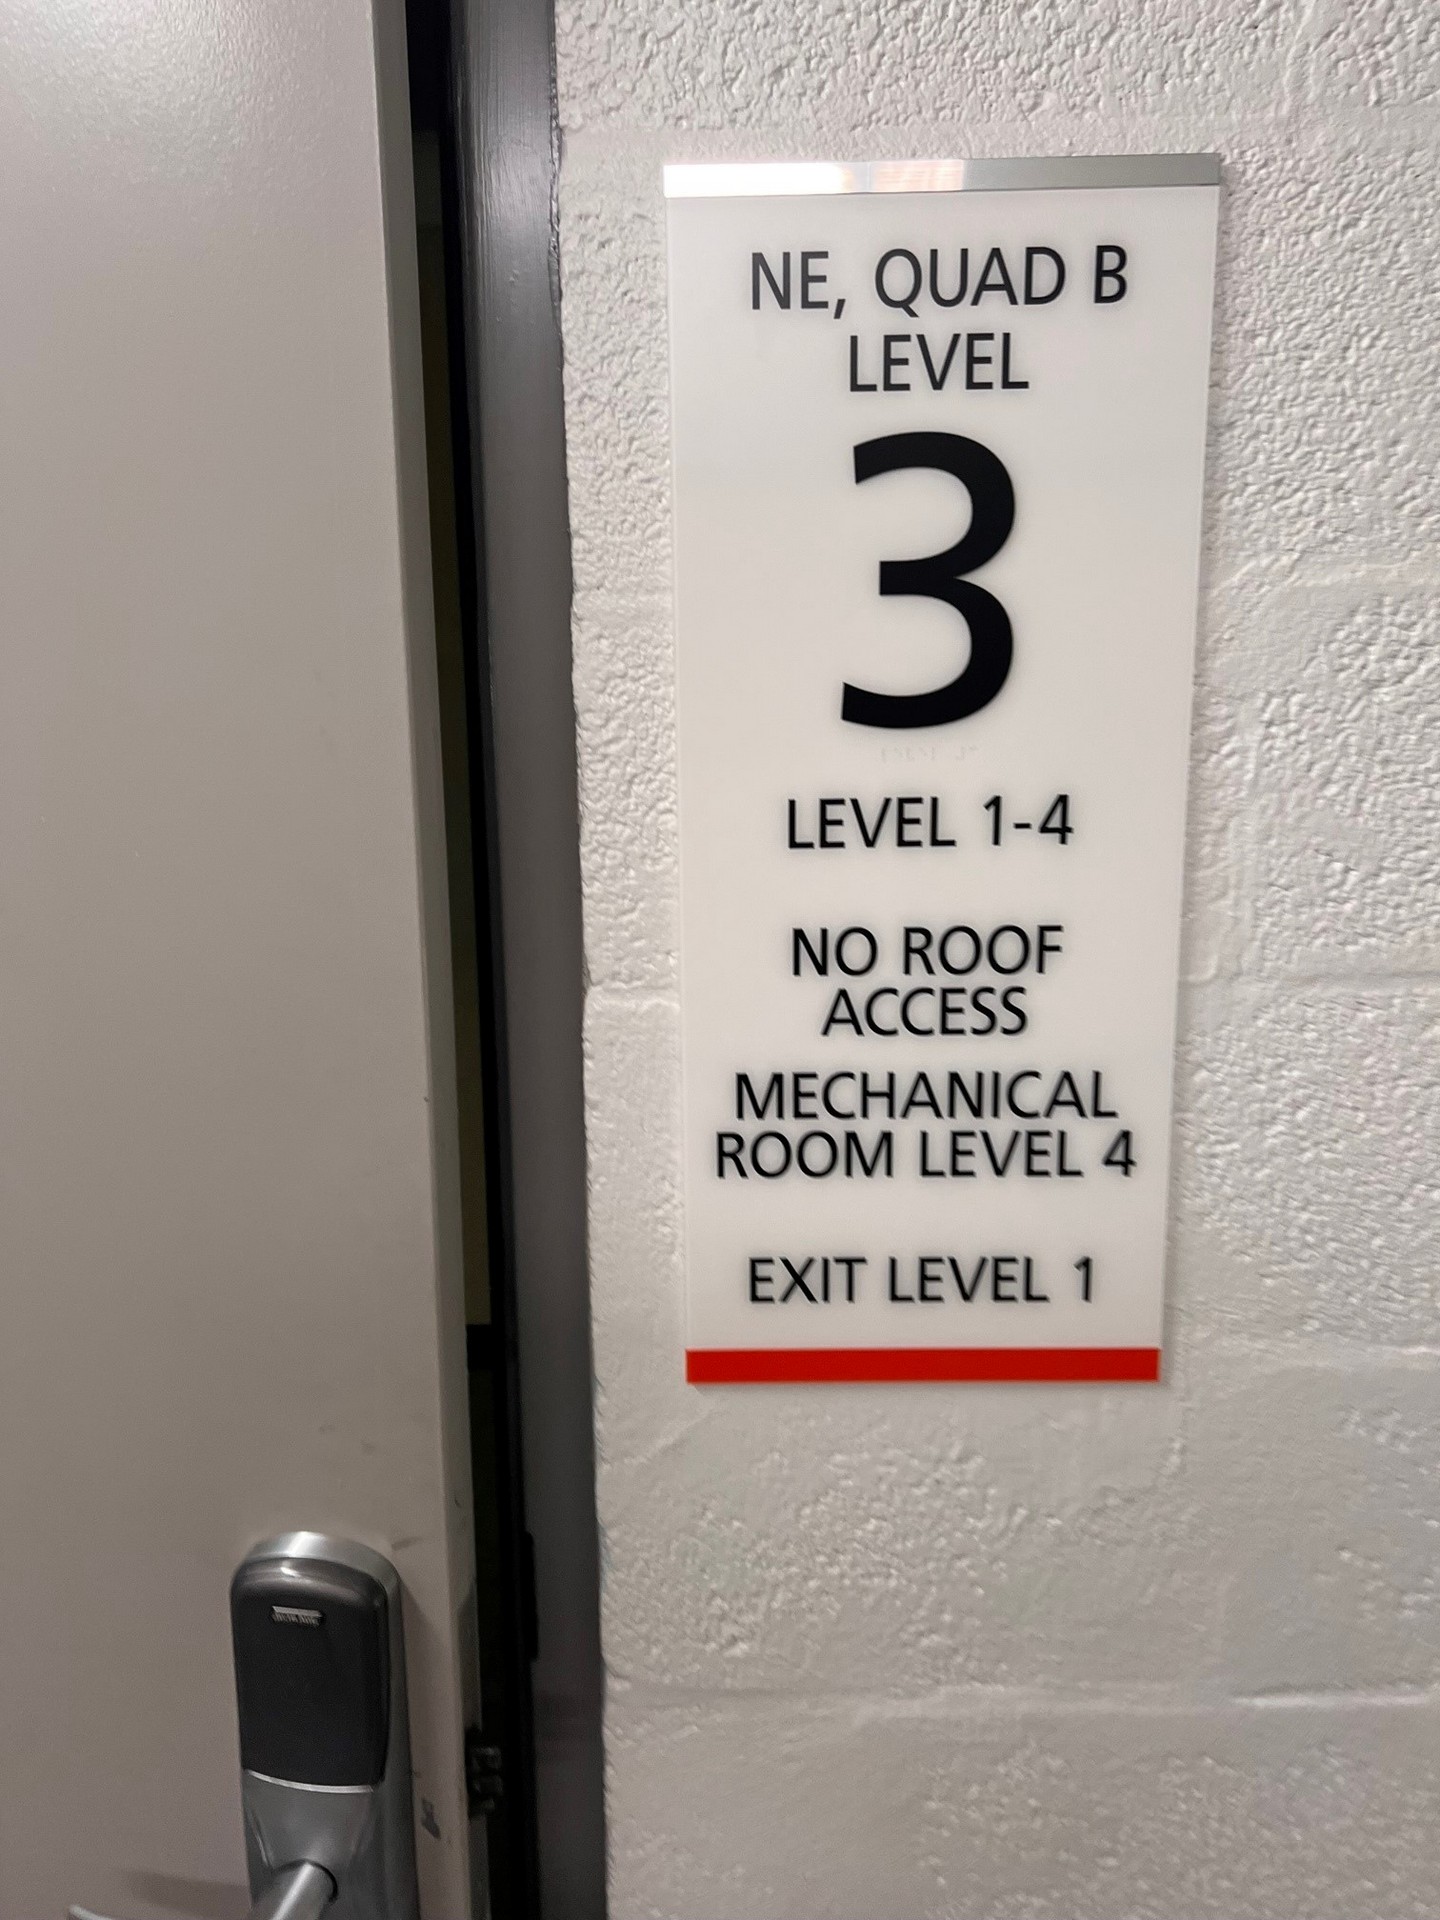 NE, QUAD B
LEVEL
3
LEVEL 1-4
NO ROOF
ACCESS
MECHANICAL
ROOM LEVEL 4
EXIT LEVEL 1